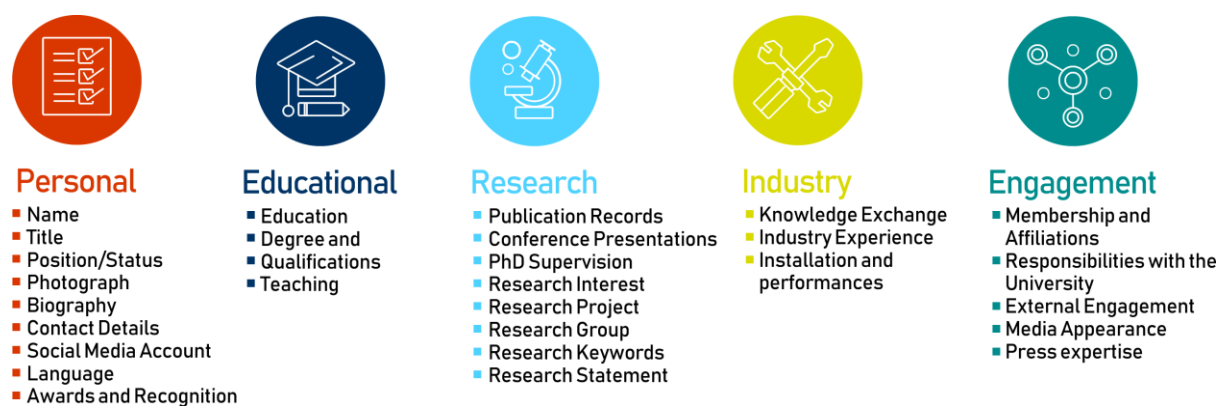 Personal
■ Name
■ Title
■ Position/Status
■ Photograph
■ Biography
■ Contact Details
■ Social Media Account
■ Language
■ Awards and Recognition
Educational
■ Education
■ Degree and
■ Qualifications
■ Teaching
Research
■ Publication Records
■ Conference Presentations
■ PhD Supervision
■ Research Interest
■ Research Project
■ Research Group
■ Research Keywords
■ Research Statement
Industry
■ Knowledge Exchange
■ Industry Experience
■ Installation and
performances
Engagement
■ Membership and
Affiliations
■ Responsibilities with the
University
■ External Engagement
■ Media Appearance
■ Press expertise